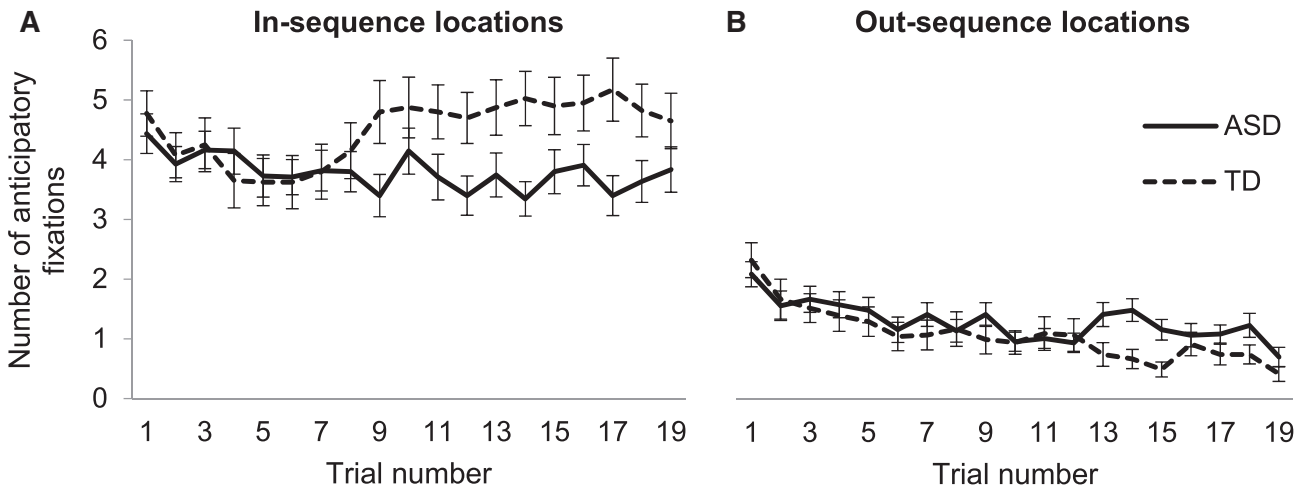 A In-sequence locations
B Out-sequence locations
Number of anticipatory
fixations
6
5
4
3
2
1
0
1 3 5 7 9 11 13 15 17 19
Trial number
ASD
TD
1 3 5 7 9 11 13 15 17 19
Trial number